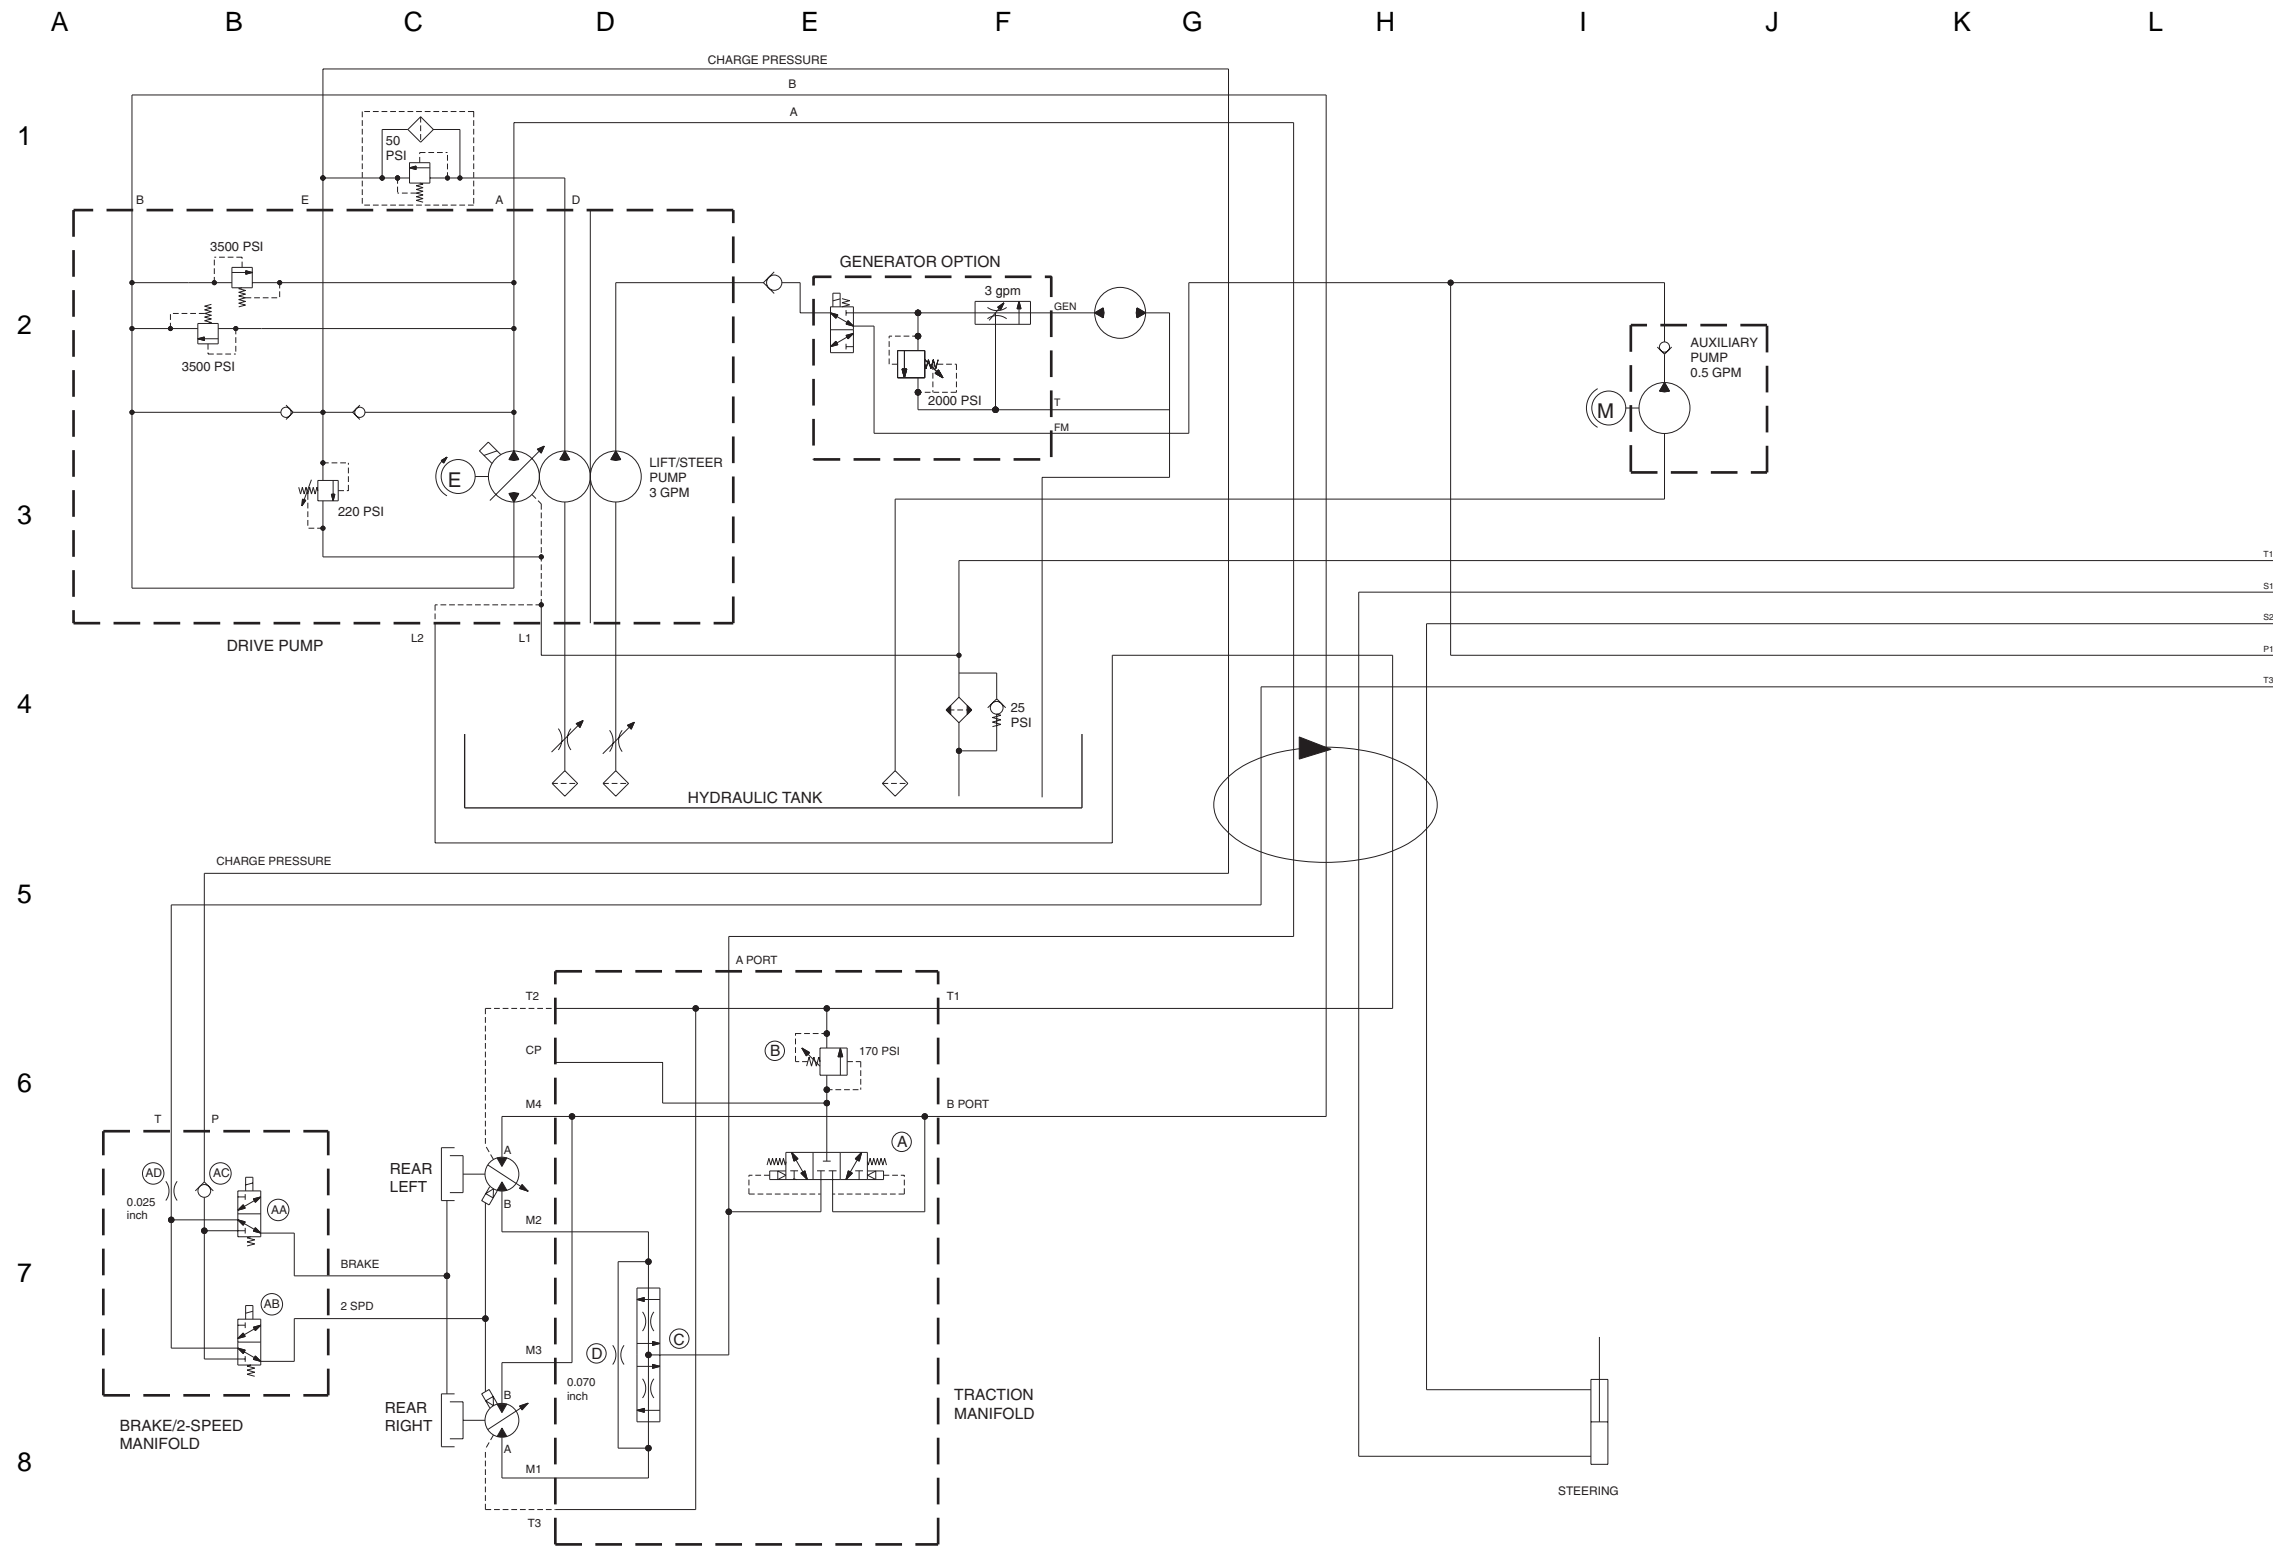 A B C D E F G H I J K L
CHARGE PRESSURE
B
A
1
50
PSI
B E A D
3500 PSI
GENERATOR OPTION
3 gpm
GEN
2
3500 PSI
AUXILIARY
PUMP
0.5 GPM
2000 PSI
T
M
FM
E
LIFT/STEER
PUMP
3 GPM
220 PSI
3
T1
S1
S2
P1
T3
L2 L1
DRIVE PUMP
4
25
PSI
HYDRAULIC TANK
CHARGE PRESSURE
5
A PORT
T2
T1
CP
B
170 PSI
6
M4
B PORT
T P
A
A
REAR
LEFT
AD
AC
0.025
inch
AA
B
M2
7
BRAKE
AB
2 SPD
C
D
M3
0.070
inch
B
REAR
RIGHT
A
TRACTION
MANIFOLD
BRAKE/2-SPEED
MANIFOLD
8
M1
STEERING
T3